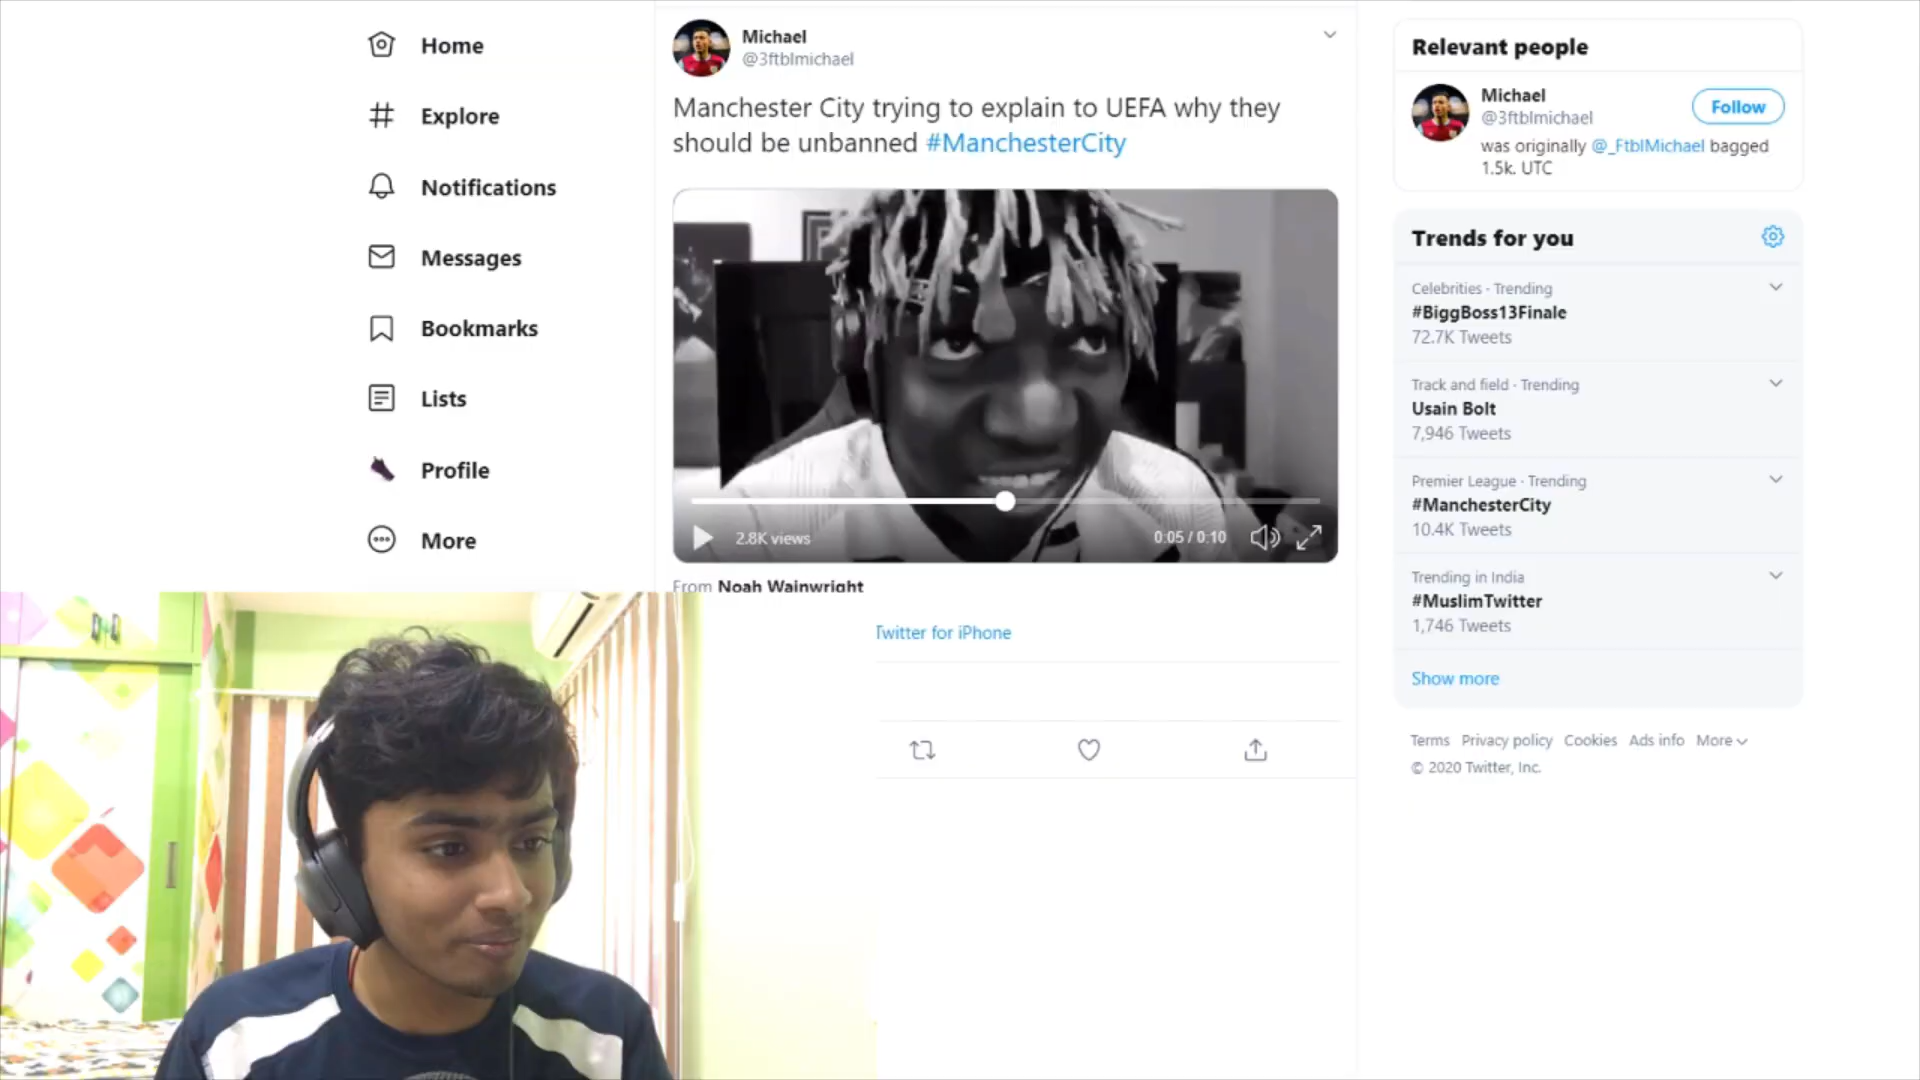 Home
Explore
Notifications
Messages
Bookmarks
Lists
Profile
More
Michael
@3ftblmichael
Manchester City trying to explain to UEFA why they
should be unbanned #ManchesterCity
2.8K views
0:05 / 0:10
From Noah Wainwright
Twitter for iPhone
Relevant people
Michael
@3ftblmichael
Follow
was originally @_FtblMichael bagged
1.5k. UTC
Trends for you
Celebrities · Trending
#BiggBoss13Finale
72.7K Tweets
Track and field · Trending
Usain Bolt
7,946 Tweets
Premier League · Trending
#ManchesterCity
10.4K Tweets
Trending in India
#MuslimTwitter
1,746 Tweets
Show more
Terms Privacy policy Cookies Ads info More
© 2020 Twitter, Inc.